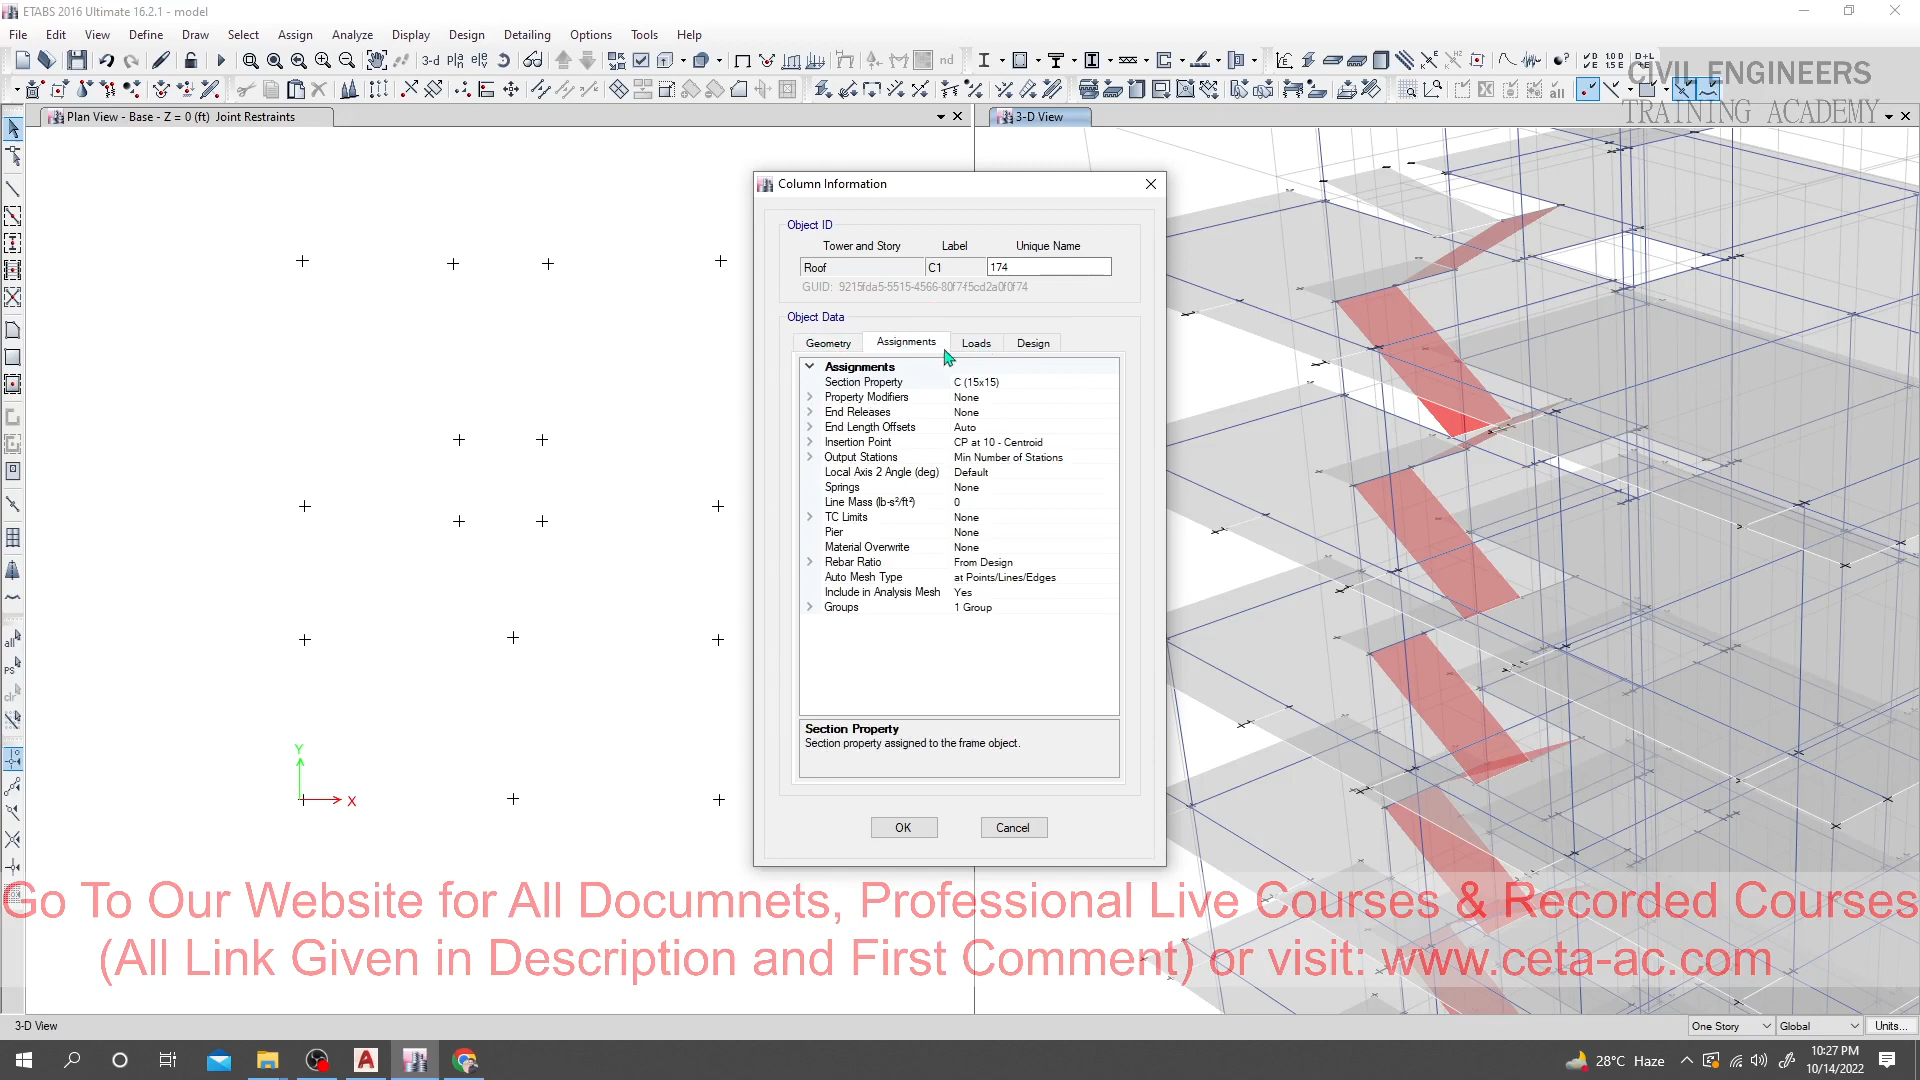 ETABS 2016 Ultimate 16.2.1 - model
File Edit View Define Draw Select Assign Analyze Display Design Detailing Options Tools Help
3-d
nd
CIVIL ENGINEERS
TRAINING ACADEMY
all
Plan View - Base - Z = 0 (ft) Joint Restraints
3-D View
Column Information
Object ID
Tower and Story Label Unique Name
Roof C1 174
GUID: 9215fda5-5515-4566-80f7f5cd2a0f0f74
Object Data
Geometry Assignments Loads Design
Assignments
Section Property C (15x15)
Property Modifiers None
End Releases None
End Length Offsets Auto
Insertion Point CP at 10 - Centroid
Output Stations Min Number of Stations
Local Axis 2 Angle (deg) Default
Springs None
Line Mass (lb-s²/ft²) 0
TC Limits None
Pier None
Material Overwrite None
Rebar Ratio From Design
Auto Mesh Type at Points/Lines/Edges
Include in Analysis Mesh Yes
Groups 1 Group
Section Property
Section property assigned to the frame object.
OK Cancel
all
PS
clr
Y
X
Go To Our Website for All Documnets, Professional Live Courses & Recorded Courses
(All Link Given in Description and First Comment) or visit: www.ceta-ac.com
3-D View
One Story Global Units...
28°C Haze
10:27 PM
10/14/2022